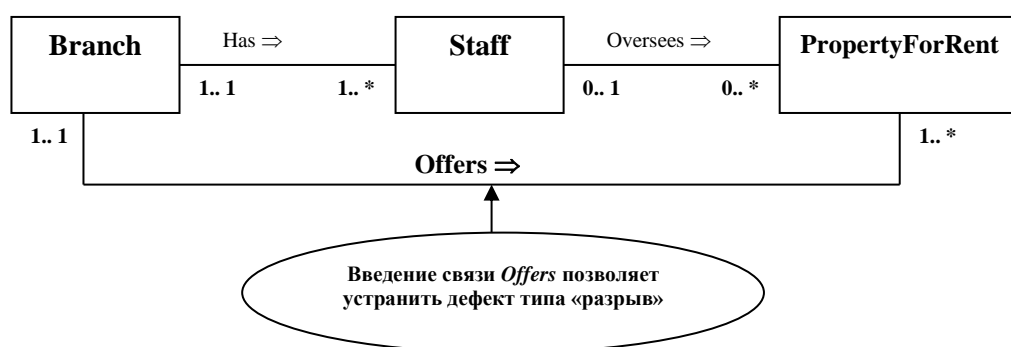 Branch
Has ⇒
Staff
Oversees ⇒
PropertyForRent
1.. 1
1.. *
0.. 1
0.. *
1.. 1
1.. *
Offers ⇒
Введение связи Offers позволяет
устранить дефект типа «разрыв»